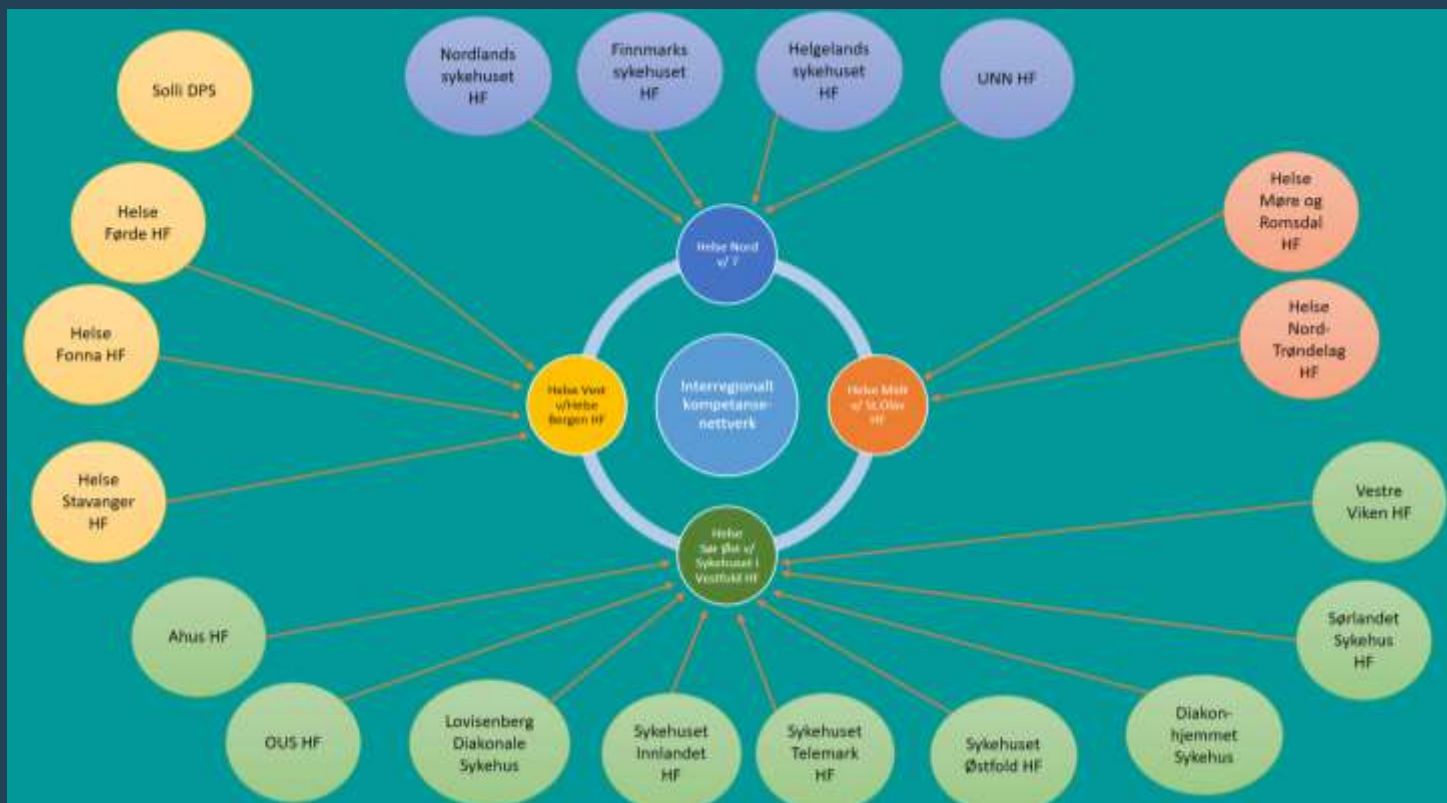 Nordlands
sykehuset
HF
Finnmarks
sykehuset
HF
Helgelands
sykehuset
HF
UNN HF
Solli DPS
Helse
Møre og
Romsdal
HF
Helse
Førde HF
Helse Nord
v/ ?
Helse
Nord-
Trøndelag
HF
Helse
Fonna HF
Helse Vest
v/Helse
Bergen HF
Interregionalt
kompetanse-
nettverk
Helse Midt
v/ St.Olav
HF
Helse
Stavanger
HF
Vestre
Viken HF
Helse
Sør Øst v/
Sykehuset i
Vestfold HF
Ahus HF
Sørlandet
Sykehus
HF
OUS HF
Lovisenberg
Diakonale
Sykehus
Sykehuset
Innlandet
HF
Sykehuset
Telemark
HF
Sykehuset
Østfold HF
Diakon-
hjemmet
Sykehus